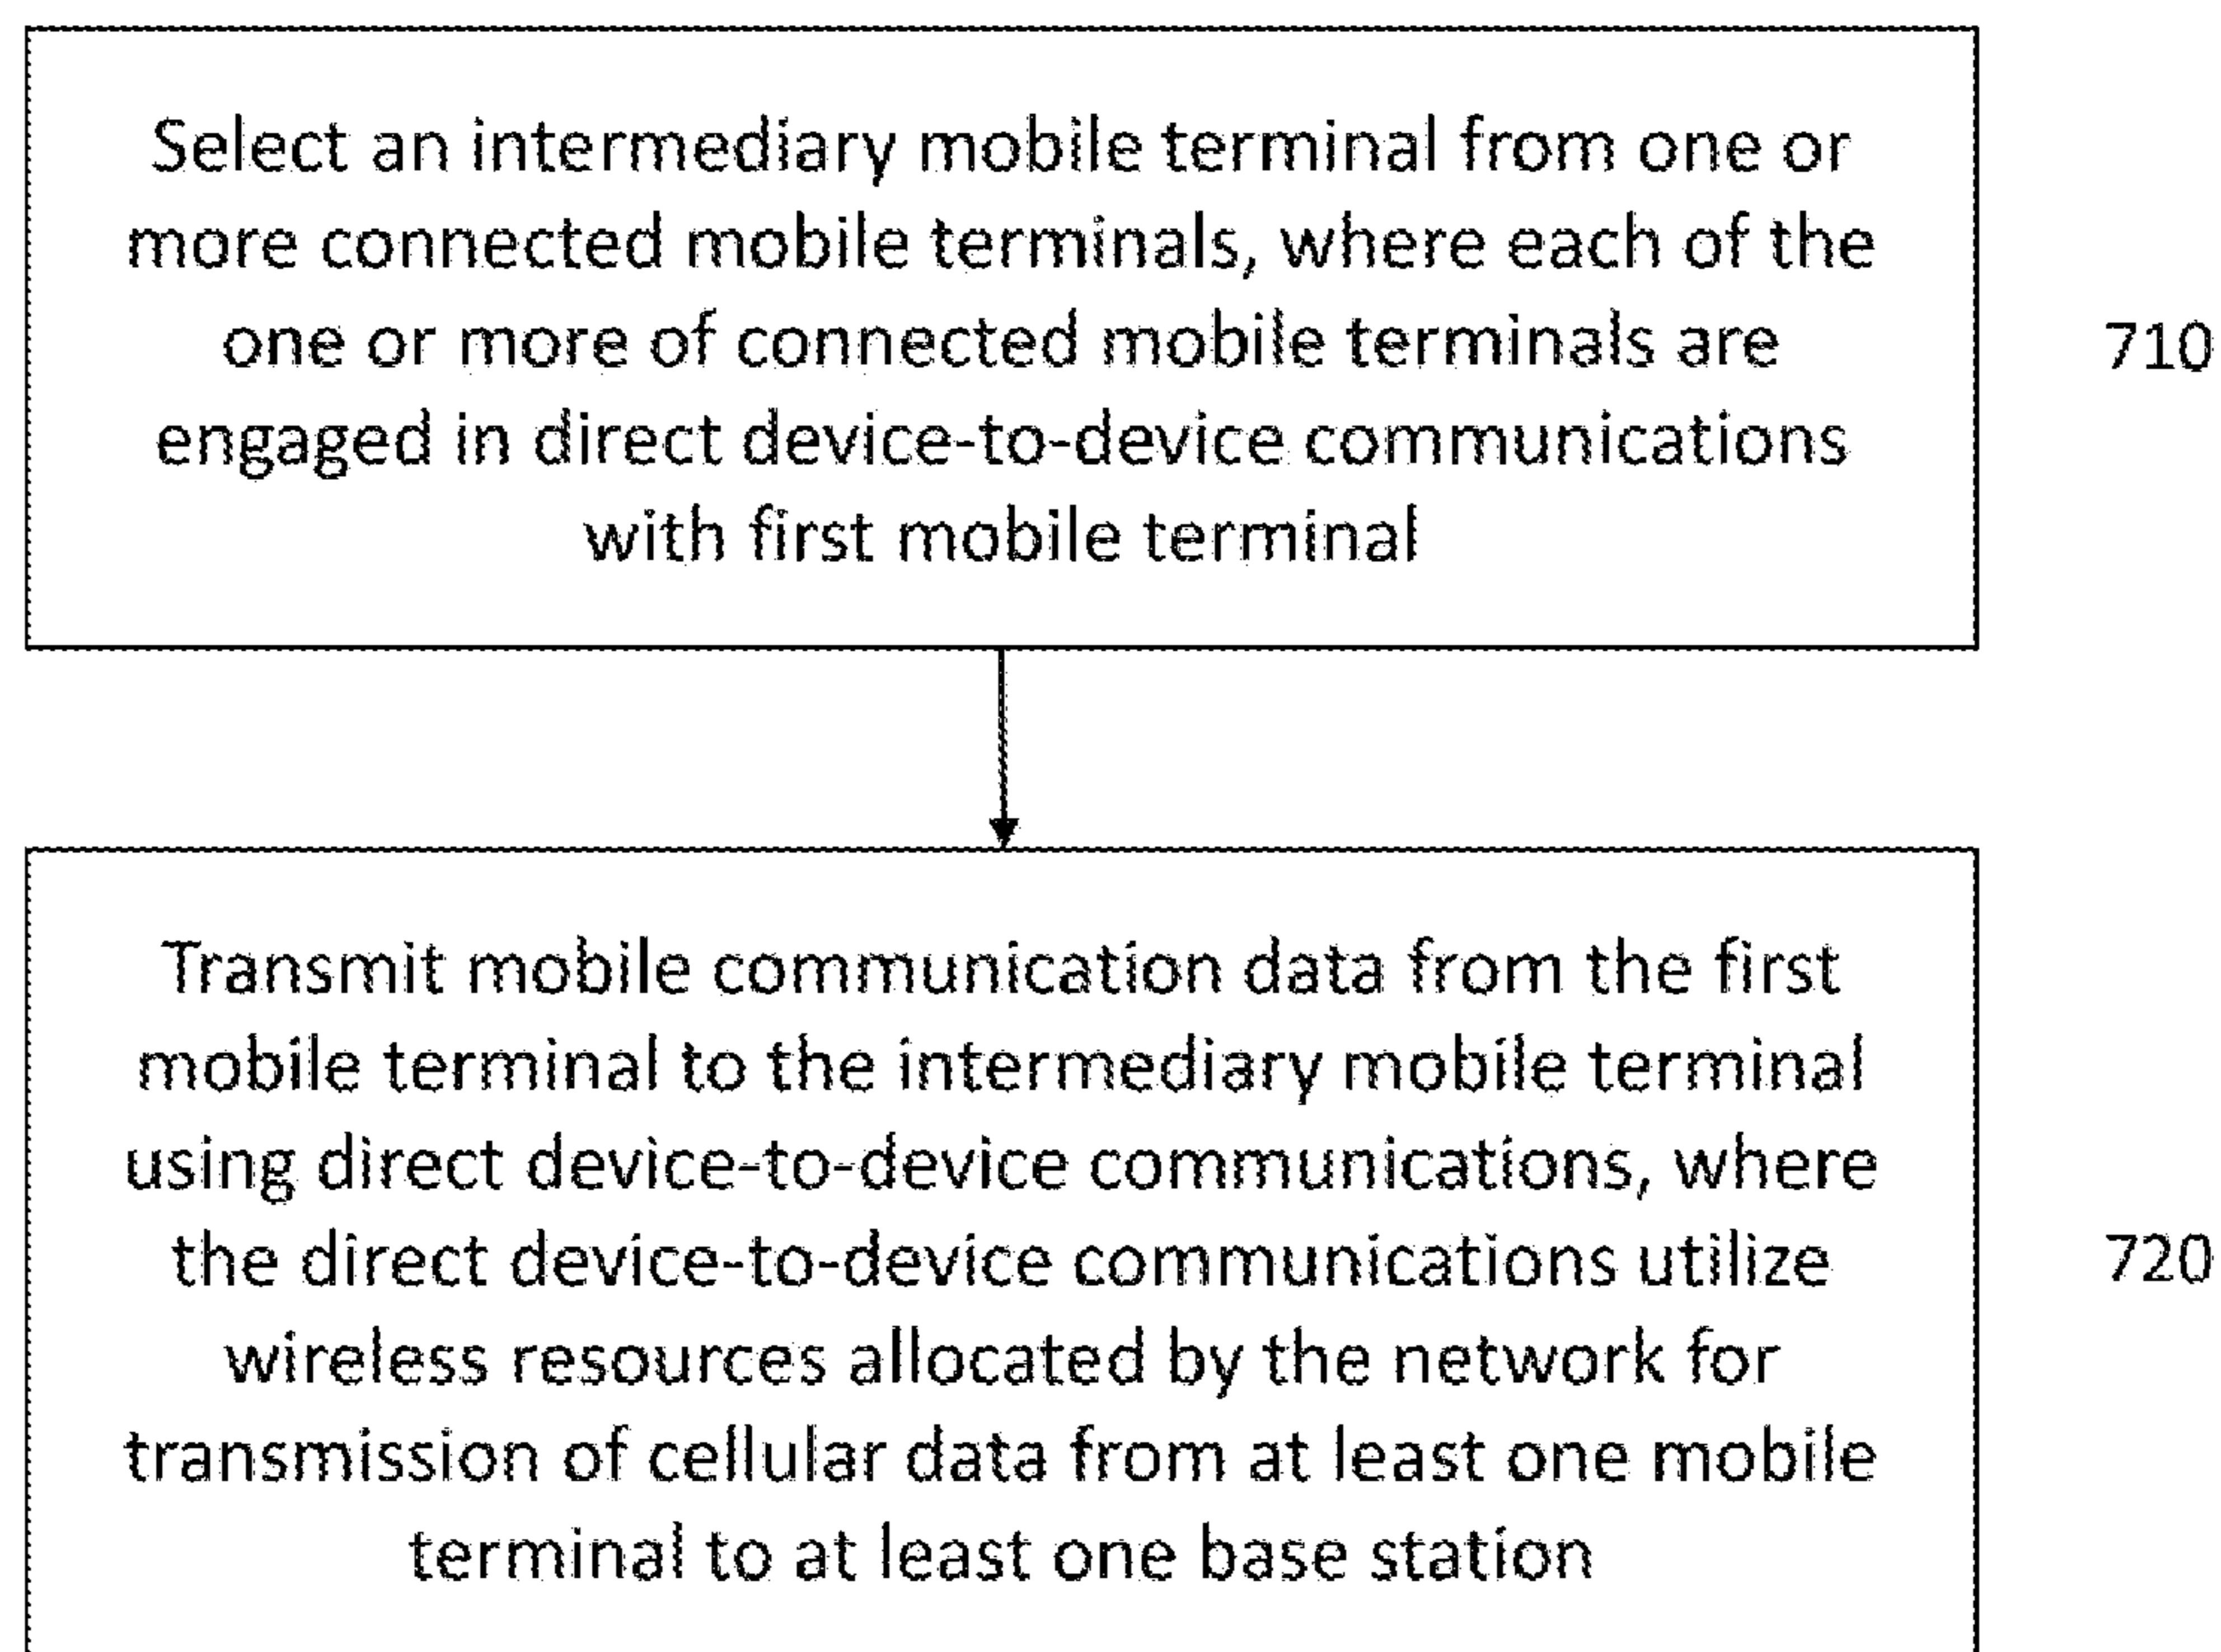 Select an intermediary mobile terminal from one or
more connected mobile terminals, where each of the
one or more of connected mobile terminals are
engaged in direct device-to-device communications
with first mobile terminal
710
Transmit mobile communication data from the first
mobile terminal to the intermediary mobile terminal
using direct device-to-device communications, where
the direct device-to-device communications utilize
wireless resources allocated by the network for
transmission of cellular data from at least one mobile
terminal to at least one base station
720